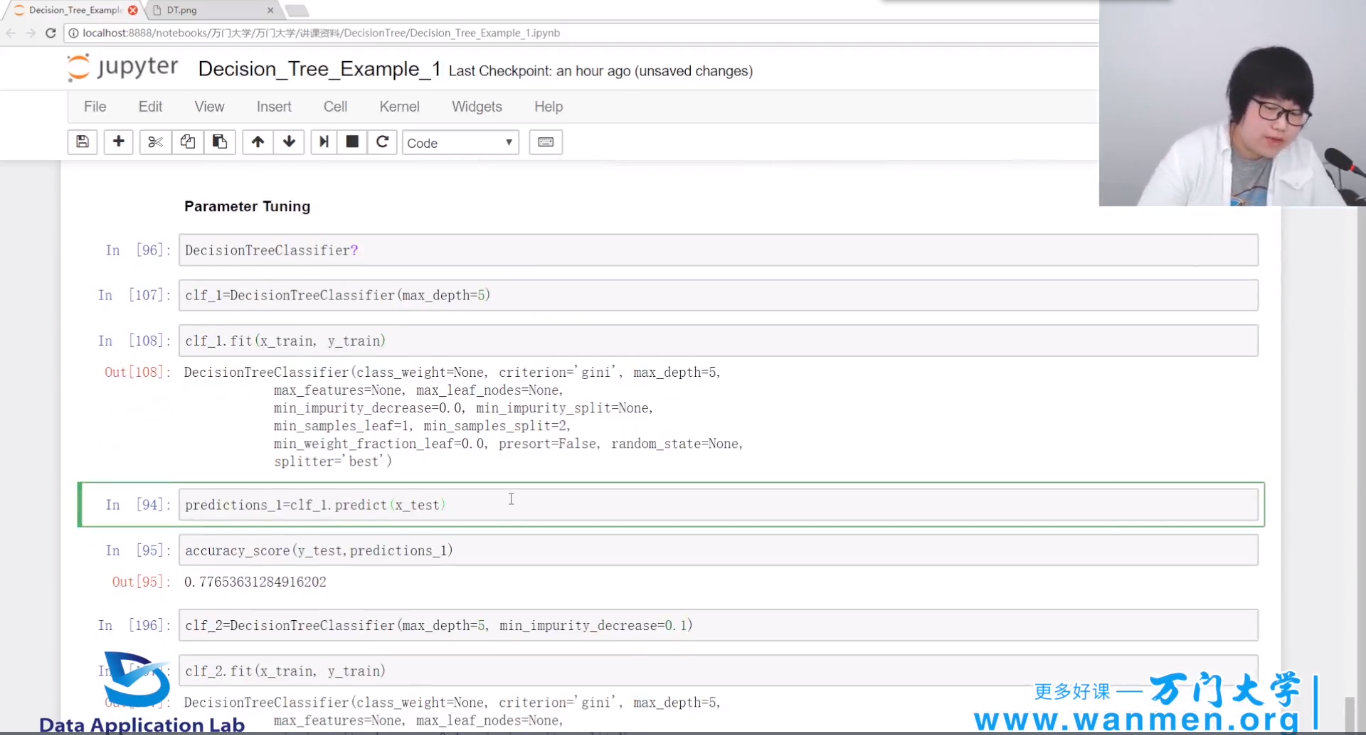 Decision_Tree_Example
DT.png
localhost:8888/notebooks/万门大学/万门大学/讲课资料/DecisionTree/Decision_Tree_Example_1.ipynb
jupyter Decision_Tree_Example_1 Last Checkpoint: an hour ago (unsaved changes)
File Edit View Insert Cell Kernel Widgets Help
Code
Parameter Tuning
In [96]: DecisionTreeClassifier?
In [107]: clf_1=DecisionTreeClassifier(max_depth=5)
In [108]: clf_1.fit(x_train, y_train)
Out[108]: DecisionTreeClassifier(class_weight=None, criterion='gini', max_depth=5,
max_features=None, max_leaf_nodes=None,
min_impurity_decrease=0.0, min_impurity_split=None,
min_samples_leaf=1, min_samples_split=2,
min_weight_fraction_leaf=0.0, presort=False, random_state=None,
splitter='best')
In [94]: predictions_1=clf_1.predict(x_test)
In [95]: accuracy_score(y_test,predictions_1)
Out[95]: 0.77653631284916202
In [196]: clf_2=DecisionTreeClassifier(max_depth=5, min_impurity_decrease=0.1)
clf_2.fit(x_train, y_train)
DecisionTreeClassifier(class_weight=None, criterion='gini', max_depth=5,
max_features=None, max_leaf_nodes=None,
Data Application Lab
更多好课 — 万门大学
www.wanmen.org